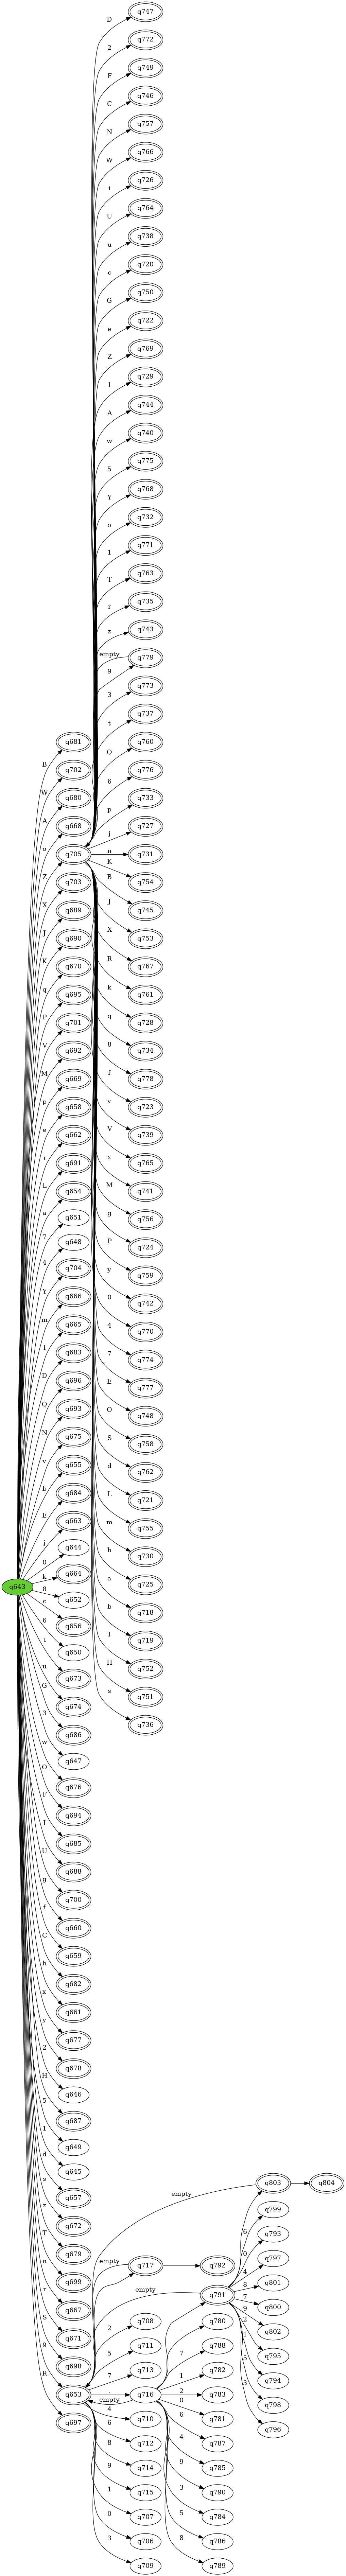 D q747
2 q772
F q749
C q746
N q757
W q766
i q726
U q764
u q738
c q720
G q750
e q722
Z q769
l q729
A q744
w q740
5 q775
Y q768
o q732
1 q771
T q763
r q735
z q743
empty q779
9
3 q773
t q737
Q q760
6 q776
p q733
j q727
n q731
K q754
B q745
J q753
X q767
R q761
k q728
q q734
8 q778
f q723
v q739
V q765
x q741
M q756
g q724
P q759
y q742
0 q770
4 q774
7 q777
E q748
O q758
S q762
d q721
L q755
m q730
h q725
a q718
b q719
I q752
H q751
s q736
B q681
W q702
A q680
o q668
Z q705
X q703
J q689
K q690
q q670
P q695
V q701
M q692
p q669
e q658
i q662
L q691
a q654
7 q651
4 q648
Y q704
m q666
l q665
D q683
Q q696
N q693
v q675
b q655
E q684
j q663
0 q644
q643
k q664
8 q652
c q656
6 q650
t q673
u q674
G q686
3 q647
w q676
O q694
F q685
I q688
U q700
g q660
f q659
C q682
h q661
x q677
y q678
2 q646
H q687
5 q649
1 q645
d q657
s q672
z q679
T q699
n q667
r q671
S q698
9 q653
R q697
empty q803 q804
6 q799
0 q793
4 q797
8 q801
7 q800
9 q802
2 q795
1 q794
5 q798
3 q796
empty q717 q792
empty q791
2 q708
5 q711
7 q713
. q716
empty
4 q710
6 q712
8 q714
9 q715
1 q707
0 q706
3 q709
. q780
7 q788
1 q782
2 q783
0 q781
6 q787
4 q785
9 q790
3 q784
5 q786
8 q789